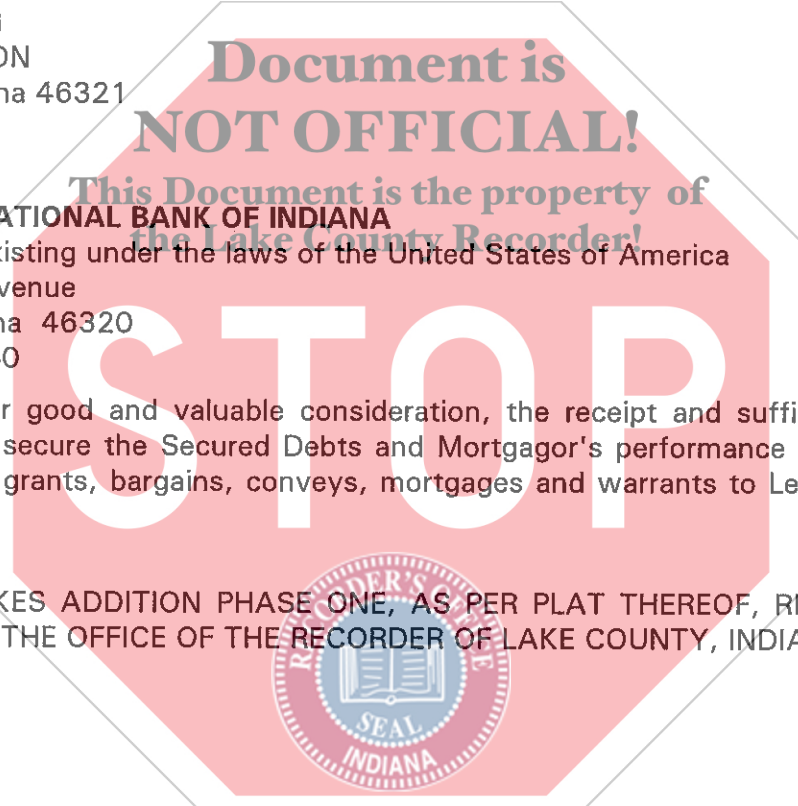 ON
na 46321
Document is
NOT OFFICIAL!
This Document is the property of
the Lake County Recorder!
ATIONAL BANK OF INDIANA
xisting under the laws of the United States of America
venue
na 46320
0
STOP
r good and valuable consideration, the receipt and suffi
secure the Secured Debts and Mortgagor's performance
grants, bargains, conveys, mortgages and warrants to Le
KES ADDITION PHASE ONE, AS PER PLAT THEREOF, R
THE OFFICE OF THE RECORDER OF LAKE COUNTY, INDIA
RECORDER'S OFFICE
SEAL
INDIANA